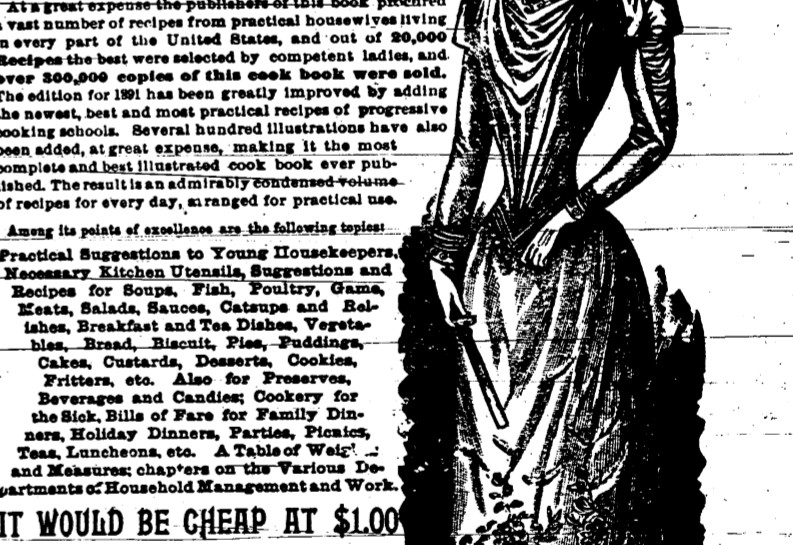 At a great expense the publishers of this book procured
vast number of recipes from practical housewives living
n every part of the United States, and out of 20,000
Recipes the best were selected by competent ladies, and
over 300,000 copies of this cook book were sold.
The edition for 1891 has been greatly improved by adding
the newest, best and most practical recipes of progressive
ooking schools. Several hundred illustrations have also
been added, at great expense, making it the most
complete and best illustrated cook book ever pub-
ished. The result is an admirably condensed volume
of recipes for every day, arranged for practical use.
Among its points of excellence are the following topics:
Practical Suggestions to Young Housekeepers,
Necessary Kitchen Utensils, Suggestions and
Recipes for Soups, Fish, Poultry, Game,
Meats, Salads, Sauces, Catsups and Rel-
ishes, Breakfast and Tea Dishes, Vegeta-
bles, Bread, Biscuit, Pies, Puddings,
Cakes, Custards, Desserts, Cookies,
Fritters, etc. Also for Preserves,
Beverages and Candies; Cookery for
the Sick, Bills of Fare for Family Din-
ners, Holiday Dinners, Parties, Picnics,
Teas, Luncheons, etc. A Table of Weig
and Measures; chapters on the Various De-
partments of Household Management and Work.
IT WOULD BE CHEAP AT $1.00